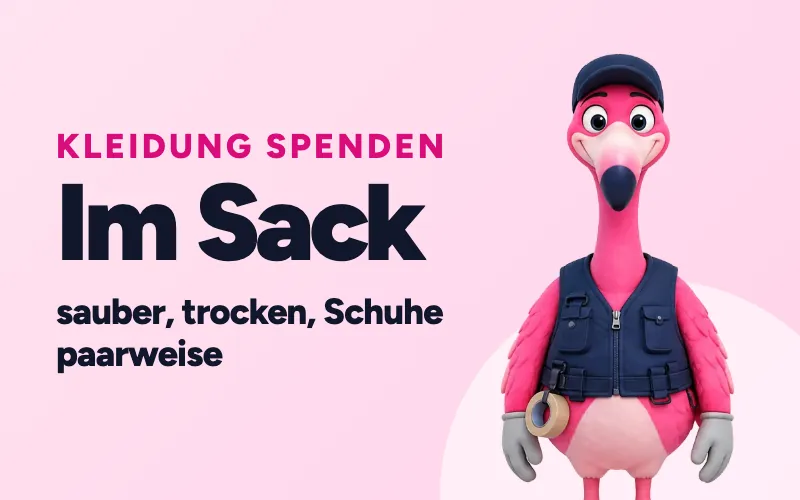 KLEIDUNG SPENDEN
Im Sack
sauber, trocken, Schuhe
paarweise